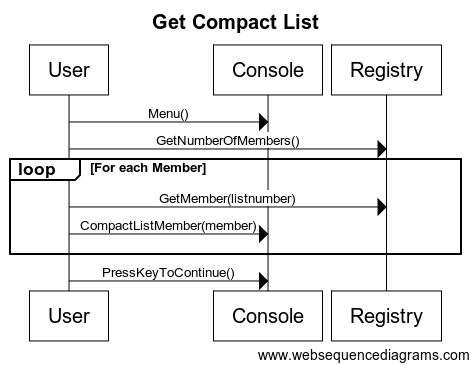 Get Compact List
User Console Registry
Menu()
GetNumberOfMembers()
loop [For each Member]
GetMember(listnumber)
CompactListMember(member)
PressKeyToContinue()
User Console Registry
www.websequencediagrams.com